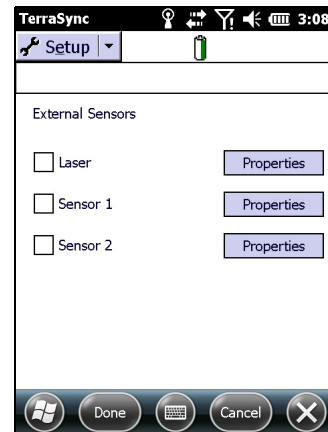 TerraSync 3:08
Setup
External Sensors
Laser Properties
Sensor 1 Properties
Sensor 2 Properties
Done Cancel